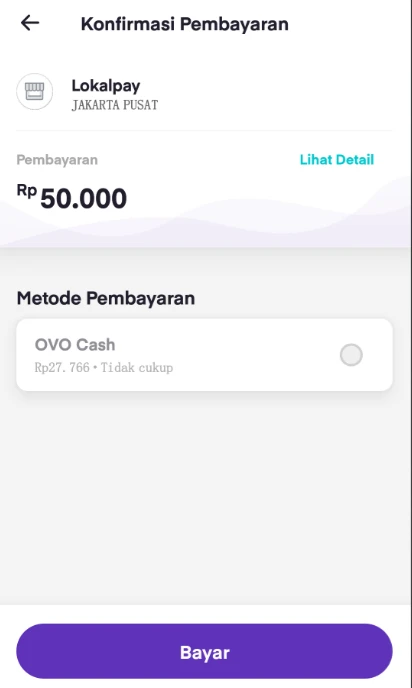 Konfirmasi Pembayaran
Lokalpay
JAKARTA PUSAT
Pembayaran
Lihat Detail
Rp 50.000
Metode Pembayaran
OVO Cash
Rp27.766 • Tidak cukup
Bayar